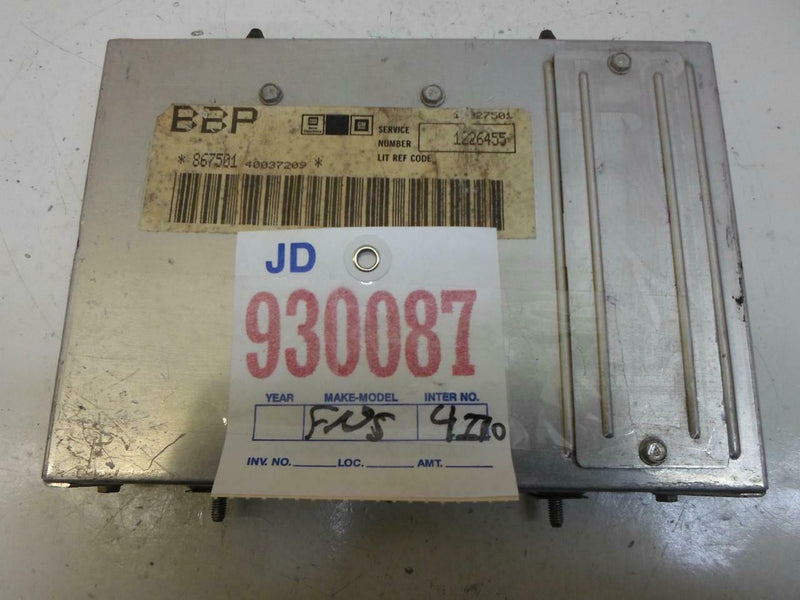 BBP
SERVICE
NUMBER 1226455
LIT REF CODE
* 867501 40037209 *
JD
930087
YEAR MAKE-MODEL INTER NO.
INV. NO. LOC. AMT.